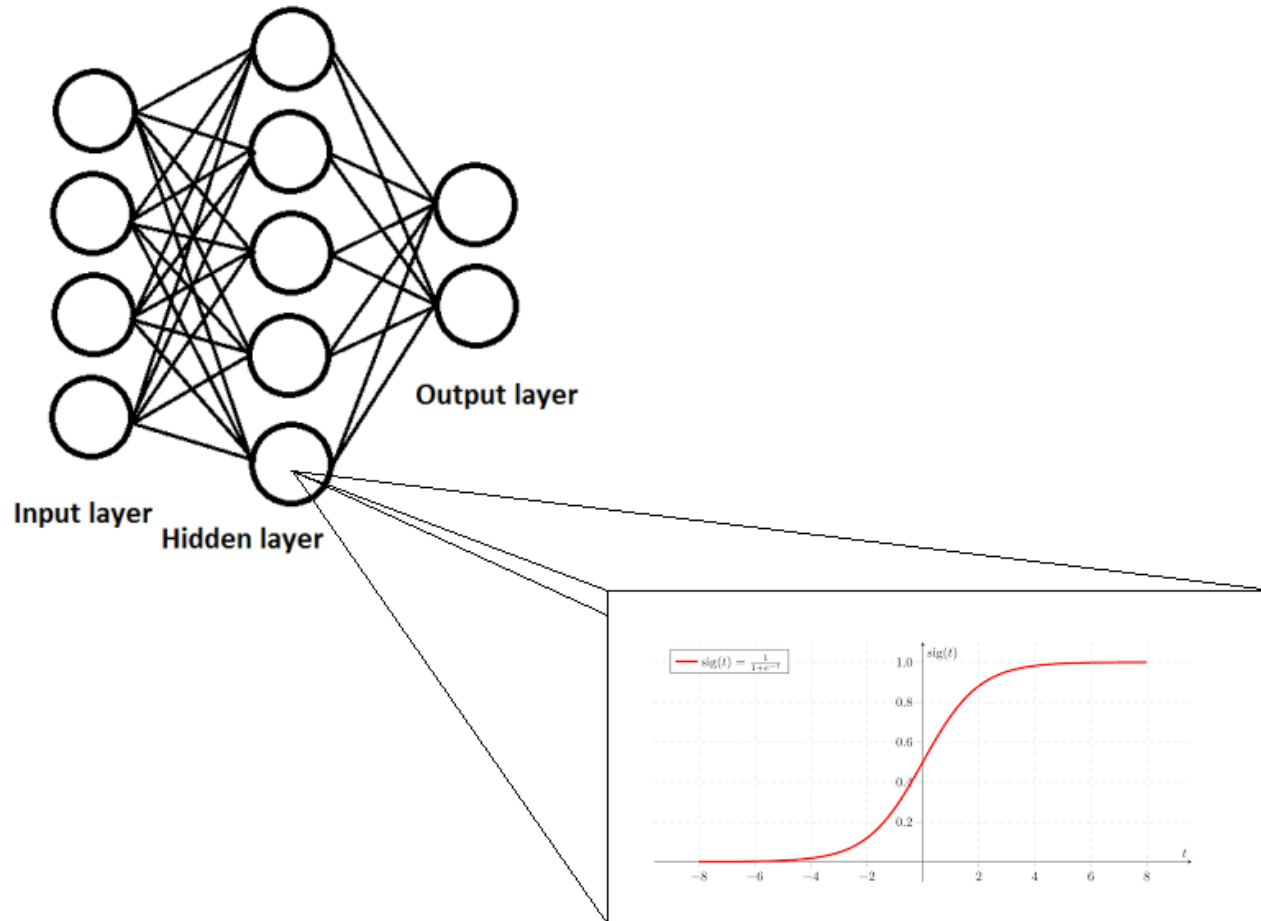 Output layer
Input layer
Hidden layer
sig(t) = 1/(1+e^−t)
sig(t)
1.0
0.8
0.6
0.4
0.2
−8 −6 −4 −2 2 4 6 8
t